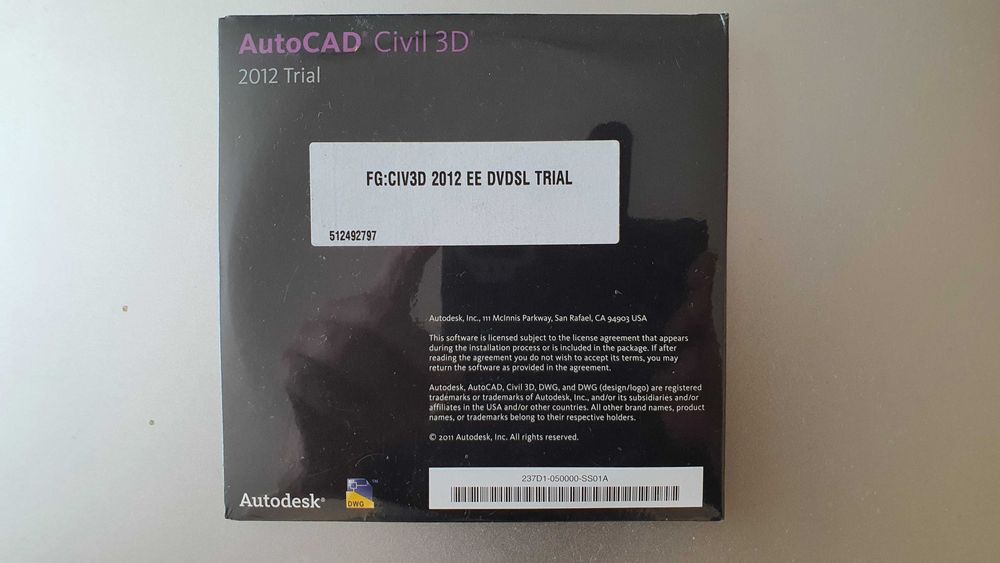 AutoCAD® Civil 3D®
2012 Trial
FG:CIV3D 2012 EE DVDSL TRIAL
512492797
Autodesk, Inc., 111 McInnis Parkway, San Rafael, CA 94903 USA
This software is licensed subject to the license agreement that appears
during the installation process or is included in the package. If after
reading the agreement you do not wish to accept its terms, you may
return the software as provided in the agreement.
Autodesk, AutoCAD, Civil 3D, DWG, and DWG (design/logo) are registered
trademarks or trademarks of Autodesk, Inc., and/or its subsidiaries and/or
affiliates in the USA and/or other countries. All other brand names, product
names, or trademarks belong to their respective holders.
© 2011 Autodesk, Inc. All rights reserved.
Autodesk®
DWG ™
237D1-050000-SS01A